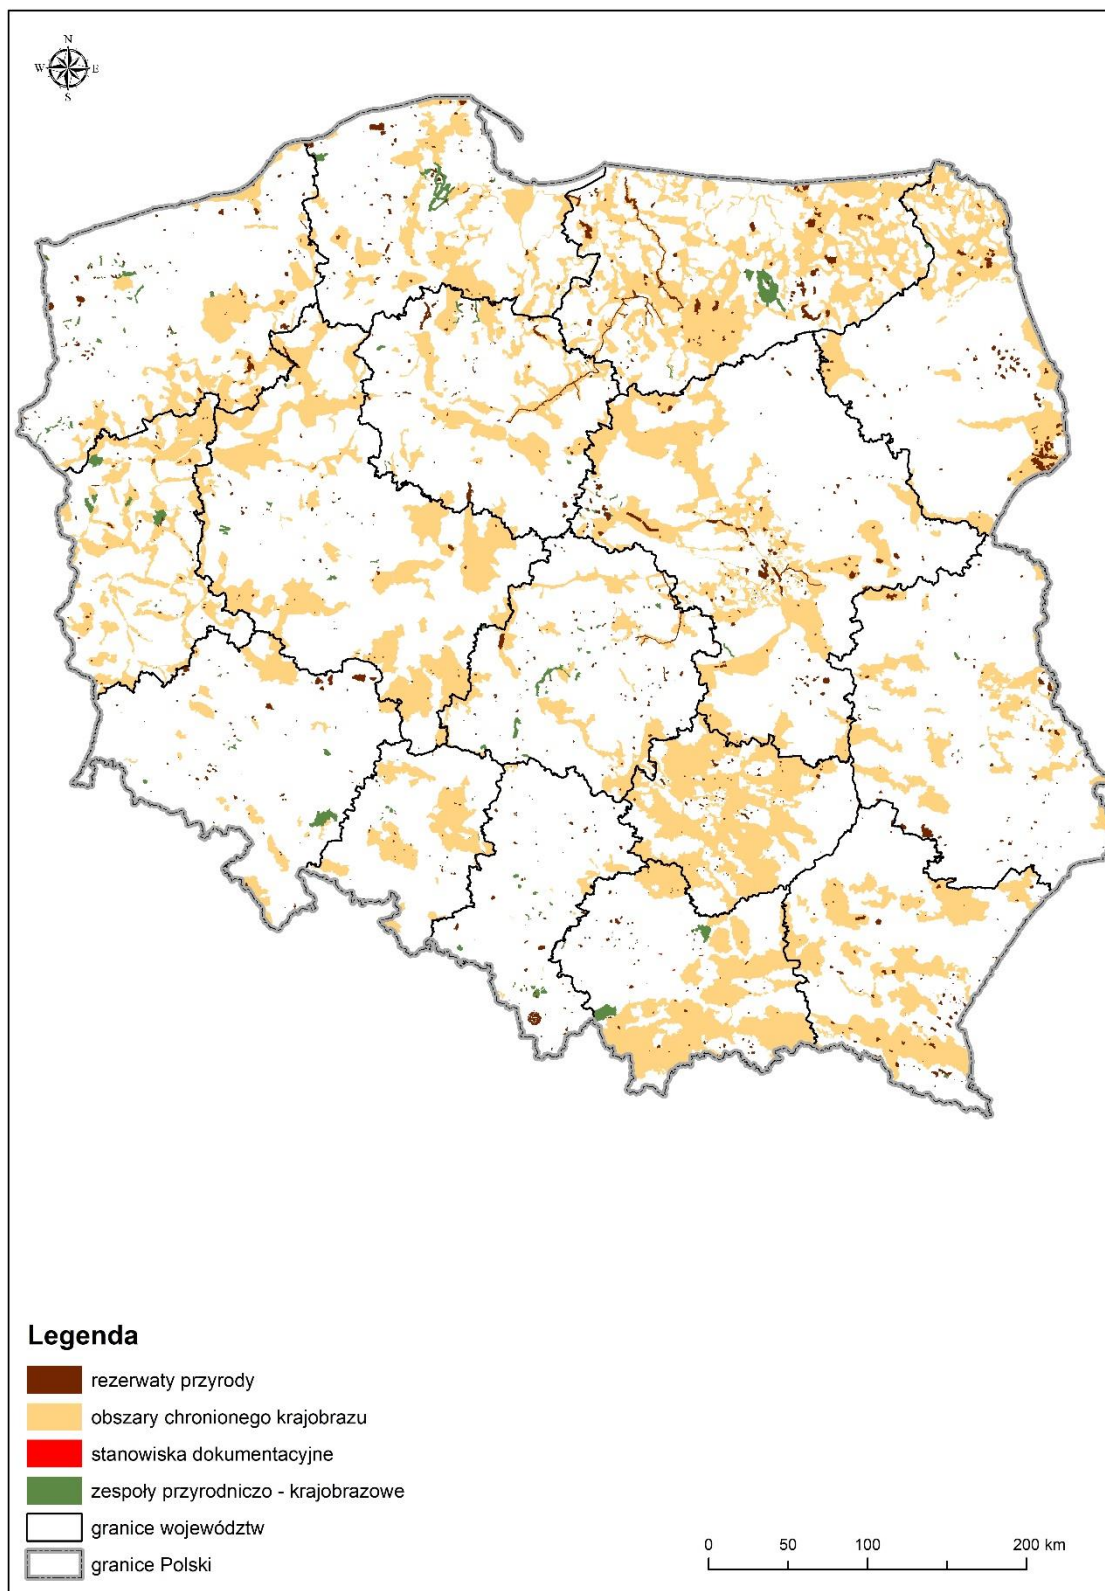 N
W E
S
Legenda
rezerwaty przyrody
obszary chronionego krajobrazu
stanowiska dokumentacyjne
zespoły przyrodniczo - krajobrazowe
granice województw
granice Polski
0 50 100 200 km